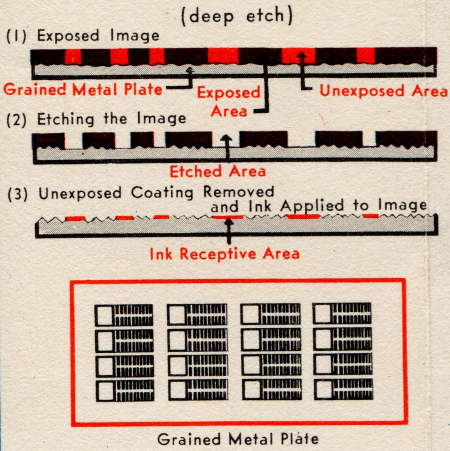 (deep etch)
(1) Exposed Image
Grained Metal Plate
Exposed Area
Unexposed Area
(2) Etching the Image
Etched Area
(3) Unexposed Coating Removed
and Ink Applied to Image
Ink Receptive Area
Grained Metal Plate